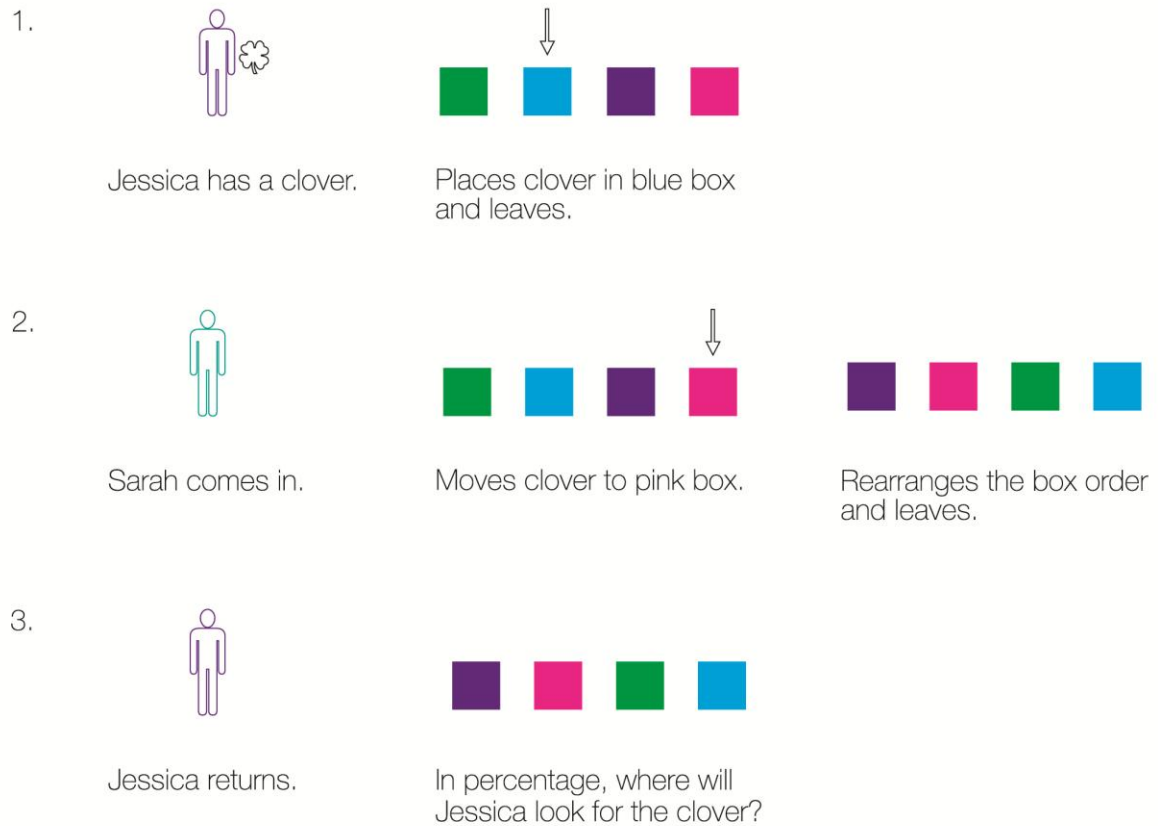 1.
Jessica has a clover.
Places clover in blue box
and leaves.
2.
Sarah comes in.
Moves clover to pink box.
Rearranges the box order
and leaves.
3.
Jessica returns.
In percentage, where will
Jessica look for the clover?